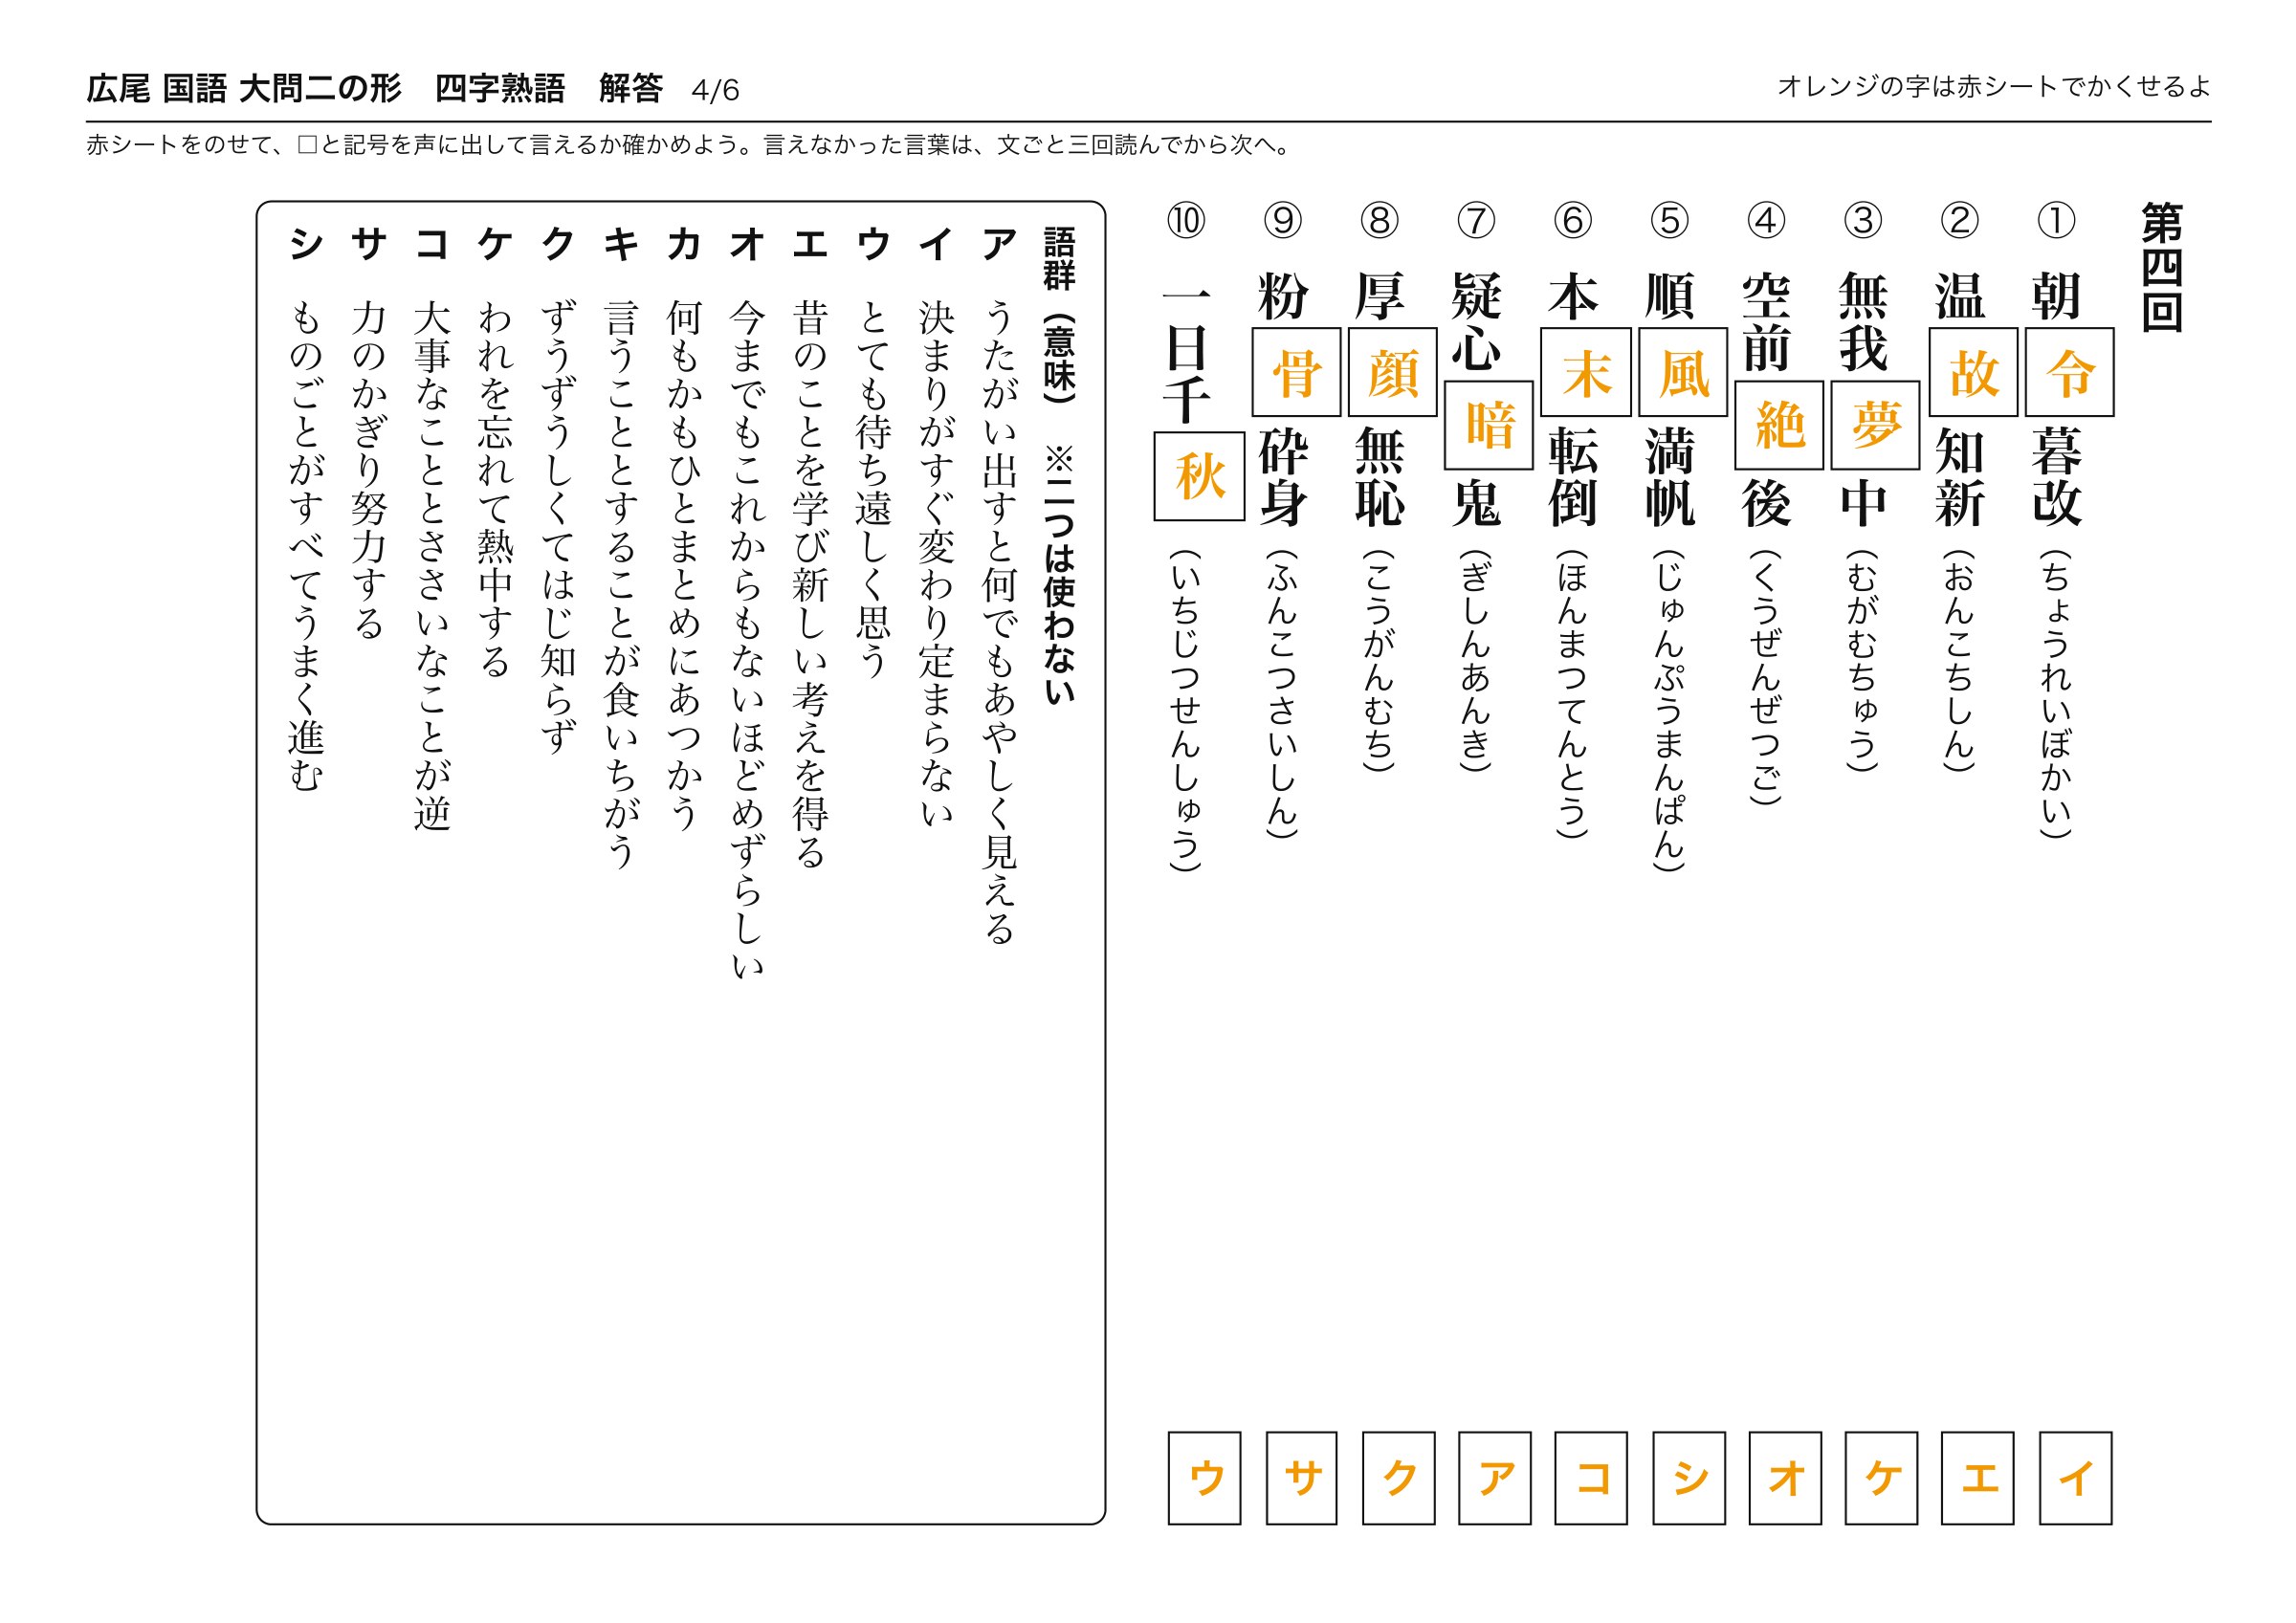 広尾 国語 大問二の形　四字熟語　解答　4/6
オレンジの字は赤シートでかくせるよ
赤シートをのせて、□と記号を声に出して言えるか確かめよう。言えなかった言葉は、文ごと三回読んでから次へ。
第四回
① 朝令暮改（ちょうれいぼかい） イ
② 温故知新（おんこちしん） エ
③ 無我夢中（むがむちゅう） ケ
④ 空前絶後（くうぜんぜつご） オ
⑤ 順風満帆（じゅんぷうまんぱん） シ
⑥ 本末転倒（ほんまつてんとう） コ
⑦ 疑心暗鬼（ぎしんあんき） ア
⑧ 厚顔無恥（こうがんむち） ク
⑨ 粉骨砕身（ふんこつさいしん） サ
⑩ 一日千秋（いちじつせんしゅう） ウ
語群（意味）　※二つは使わない
ア　うたがい出すと何でもあやしく見える
イ　決まりがすぐ変わり定まらない
ウ　とても待ち遠しく思う
エ　昔のことを学び新しい考えを得る
オ　今までもこれからもないほどめずらしい
カ　何もかもひとまとめにあつかう
キ　言うこととすることが食いちがう
ク　ずうずうしくてはじ知らず
ケ　われを忘れて熱中する
コ　大事なこととささいなことが逆
サ　力のかぎり努力する
シ　ものごとがすべてうまく進む